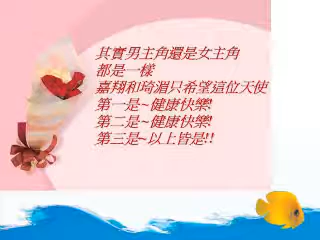 其實男主角還是女主角
都是一樣
嘉翔和琦湄只希望這位天使
第一是~健康快樂!
第二是~健康快樂!
第三是~以上皆是!!